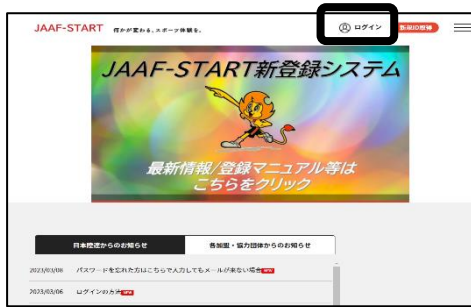 JAAF-START 何かが変わる、スポーツ体験を。
ログイン 新規ID取得
JAAF-START新登録システム
最新情報/登録マニュアル等は
こちらをクリック
日本陸連からのお知らせ 各加盟・協力団体からのお知らせ
2023/03/08 パスワードを忘れた方はこちらで入力してもメールが来ない場合
2023/03/06 ログインの方法